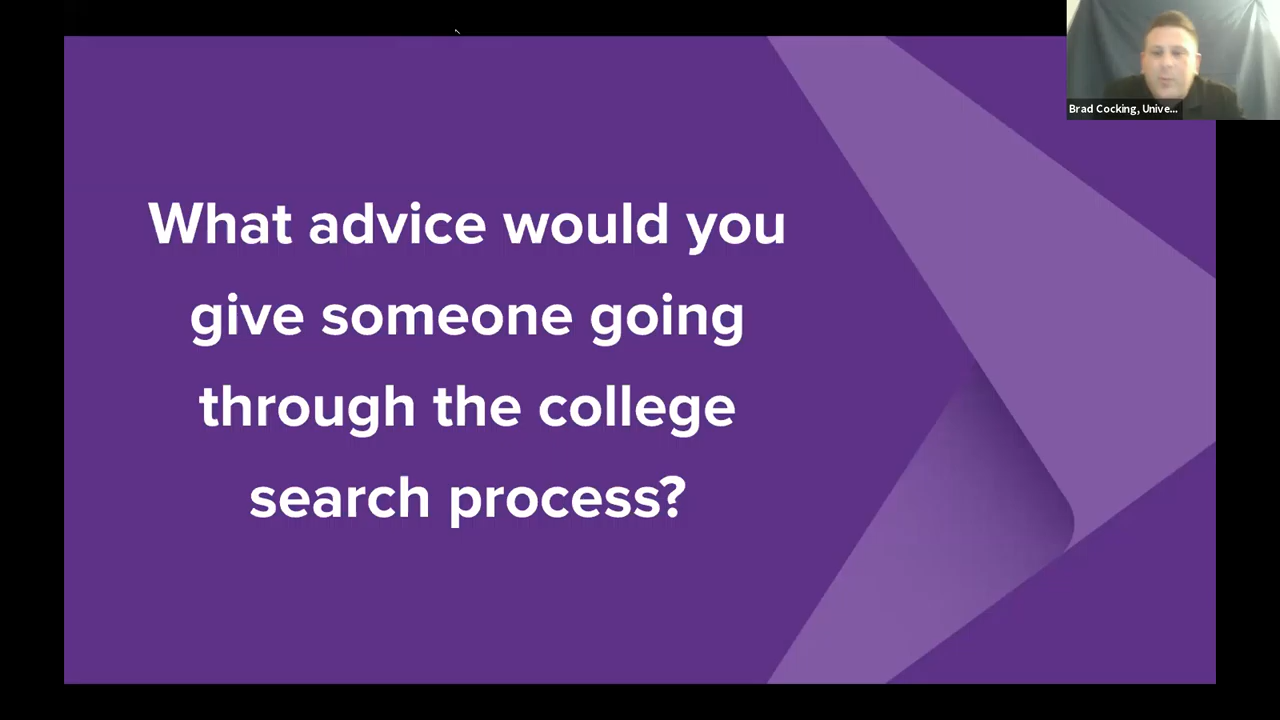 Brad Cocking, Unive...
What advice would you
give someone going
through the college
search process?